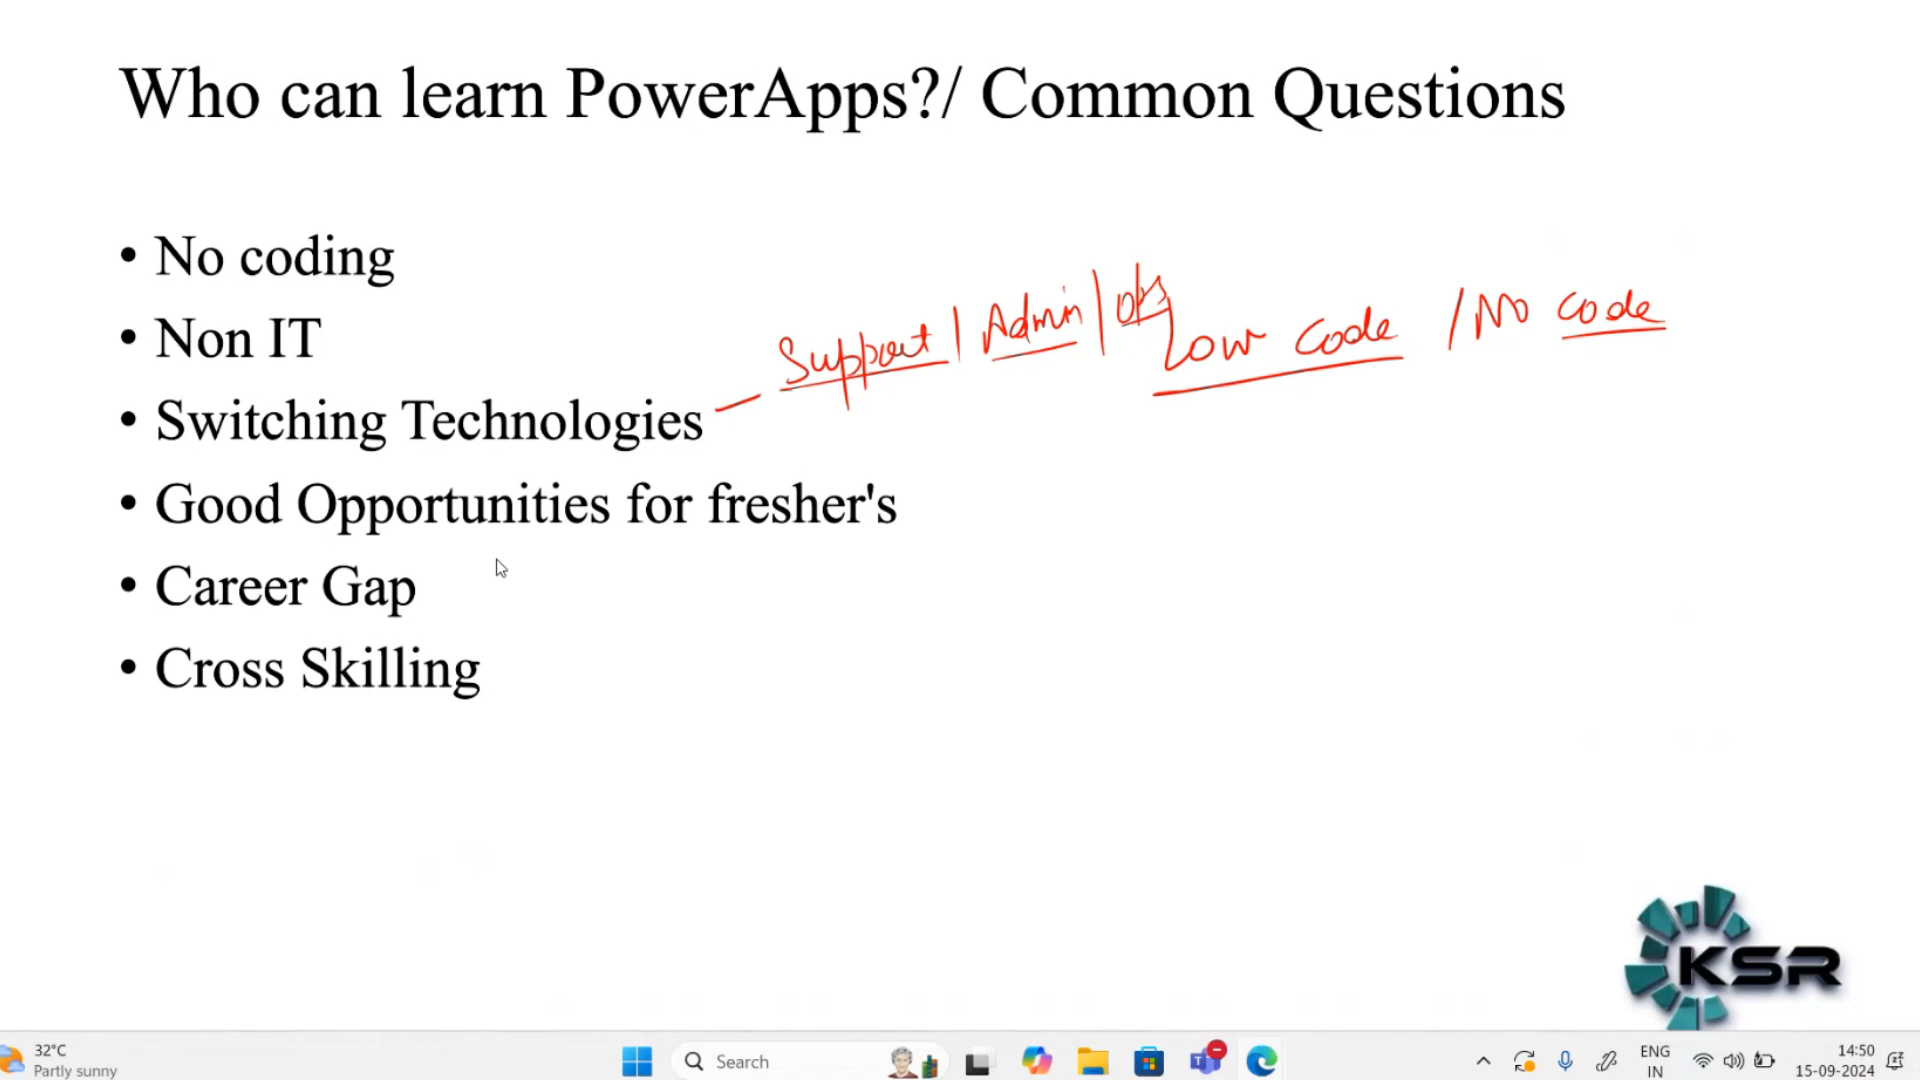 Who can learn PowerApps?/ Common Questions
• No coding
• Non IT
Support / Admin /
Low Code / No Code
• Switching Technologies
• Good Opportunities for fresher's
• Career Gap
• Cross Skilling
KSR
32°C
Partly sunny
Search
ENG
IN
14:50
15-09-2024